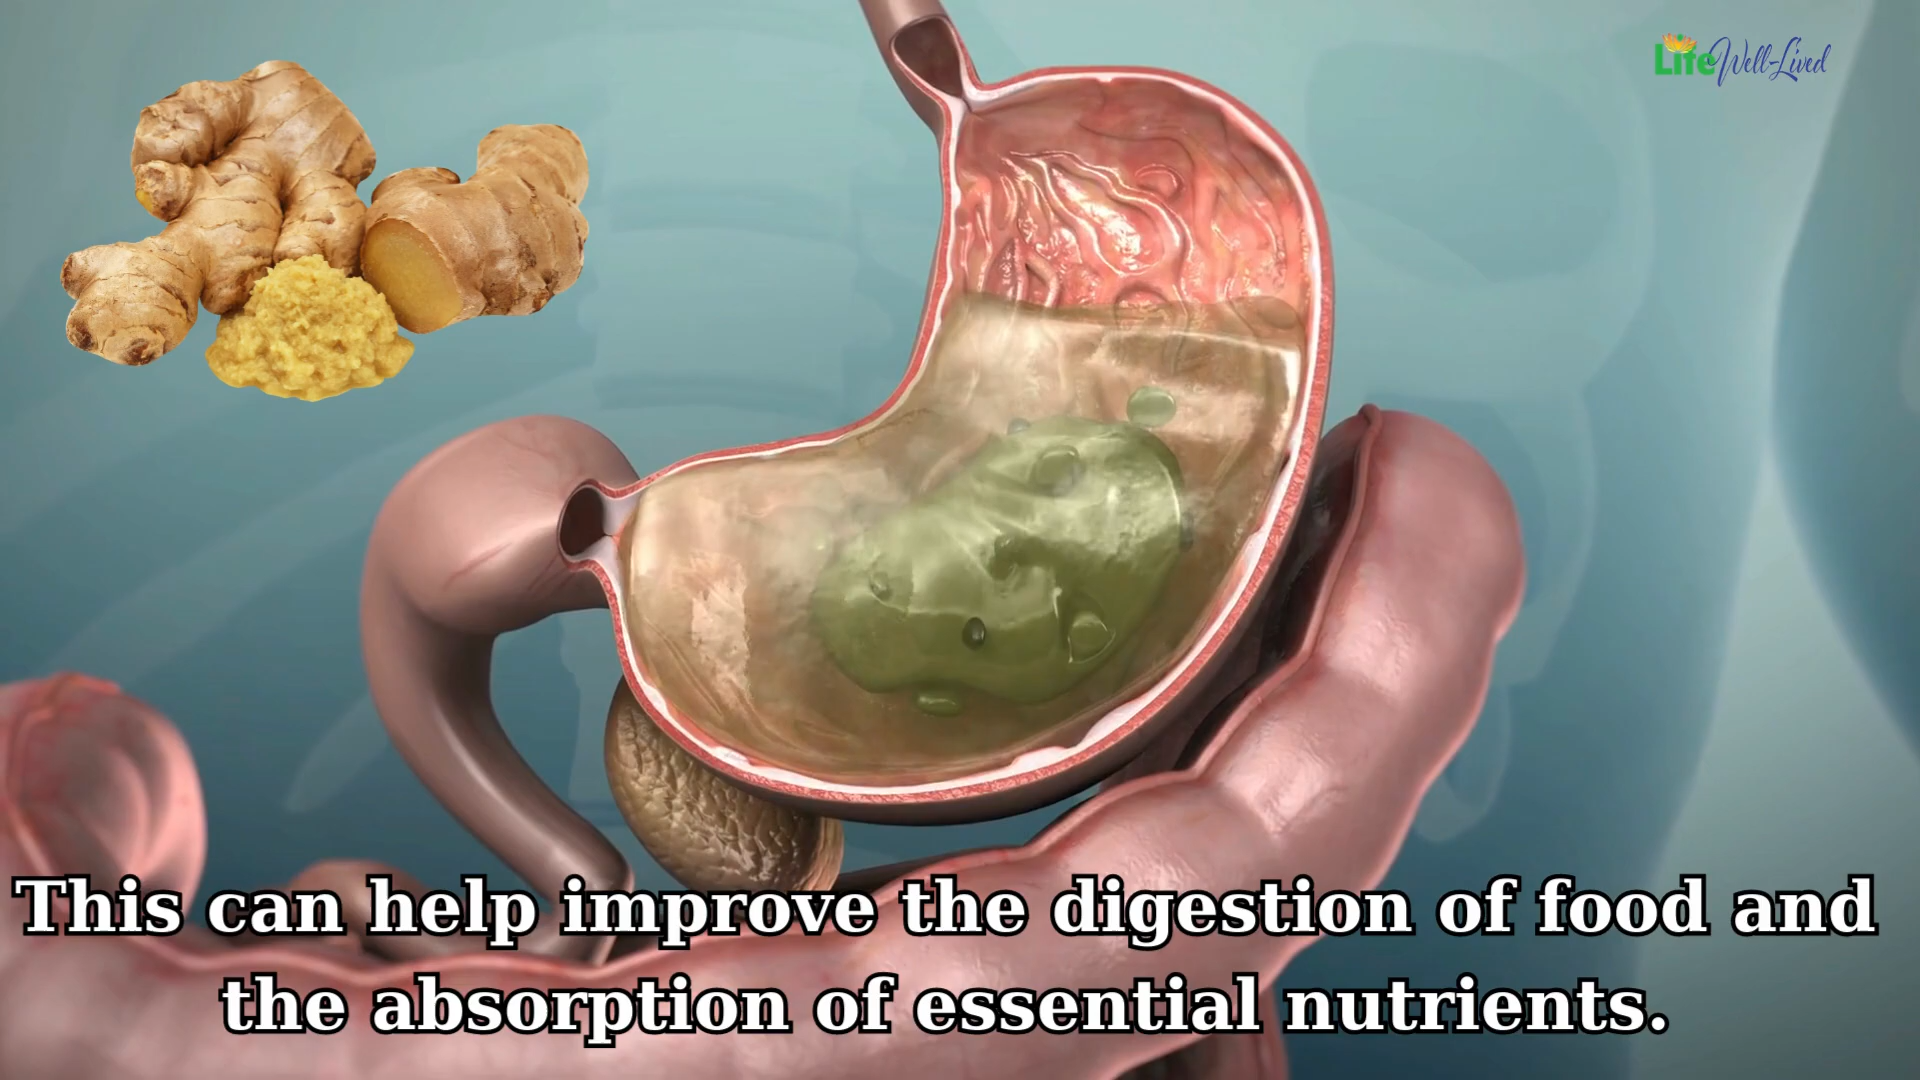 Life Well-Lived
This can help improve the digestion of food and
the absorption of essential nutrients.